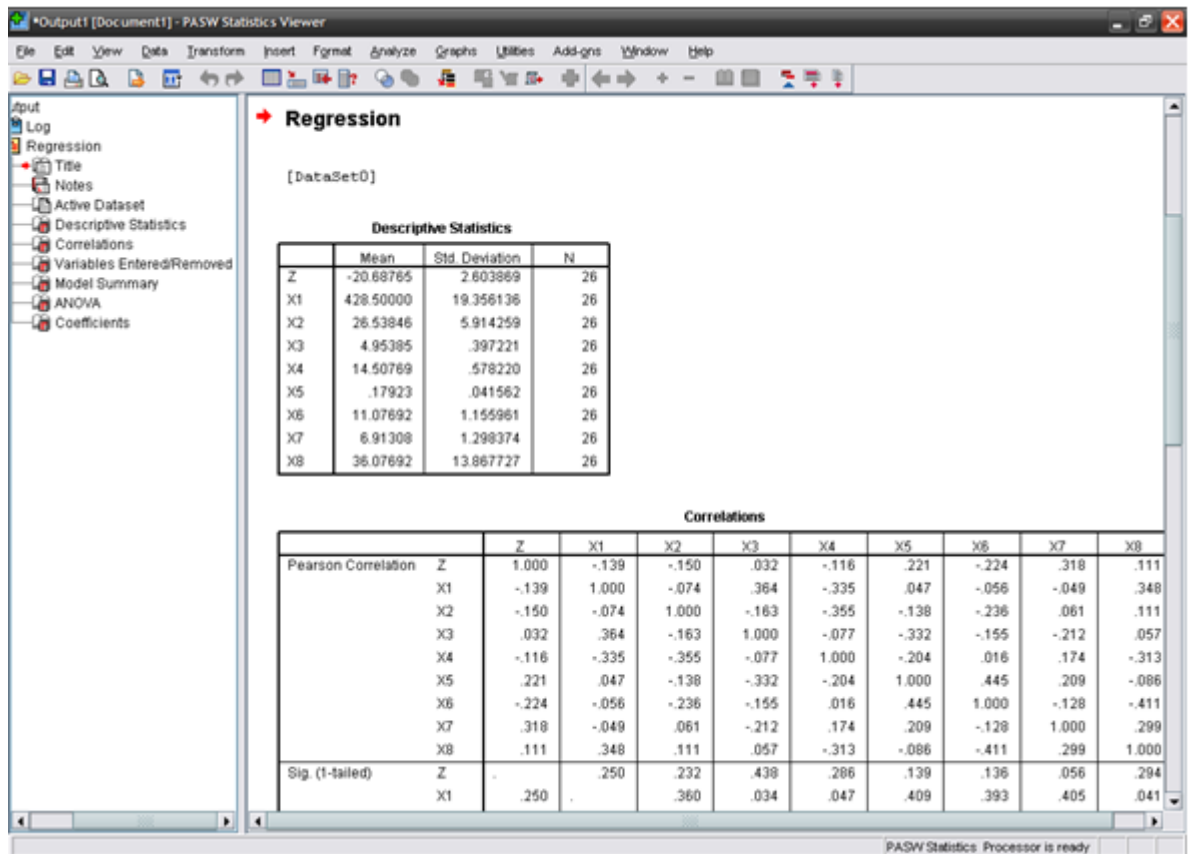 *Output1 [Document1] - PASW Statistics Viewer
File Edit View Data Transform Insert Format Analyze Graphs Utilities Add-ons Window Help
tput
Log
Regression
Title
Notes
Active Dataset
Descriptive Statistics
Correlations
Variables Entered/Removed
Model Summary
ANOVA
Coefficients
Regression
[DataSet0]
Descriptive Statistics
Mean Std. Deviation N
Z -20.68765 2.603869 26
X1 428.50000 19.356136 26
X2 26.53846 5.914259 26
X3 4.95385 .397221 26
X4 14.50769 .578220 26
X5 .17923 .041562 26
X6 11.07692 1.155961 26
X7 6.91308 1.298374 26
X8 36.07692 13.867727 26
Correlations
Z X1 X2 X3 X4 X5 X6 X7 X8
Pearson Correlation Z 1.000 -.139 -.150 .032 -.116 .221 -.224 .318 .111
X1 -.139 1.000 -.074 .364 -.335 .047 -.056 -.049 .348
X2 -.150 -.074 1.000 -.163 -.355 -.138 -.236 .061 .111
X3 .032 .364 -.163 1.000 -.077 -.332 -.155 -.212 .057
X4 -.116 -.335 -.355 -.077 1.000 -.204 .016 .174 -.313
X5 .221 .047 -.138 -.332 -.204 1.000 .445 .209 -.086
X6 -.224 -.056 -.236 -.155 .016 .445 1.000 -.128 -.411
X7 .318 -.049 .061 -.212 .174 .209 -.128 1.000 .299
X8 .111 .348 .111 .057 -.313 -.086 -.411 .299 1.000
Sig. (1-tailed) Z . .250 .232 .438 .286 .139 .136 .056 .294
X1 .250 . .360 .034 .047 .409 .393 .405 .041
PASW Statistics Processor is ready